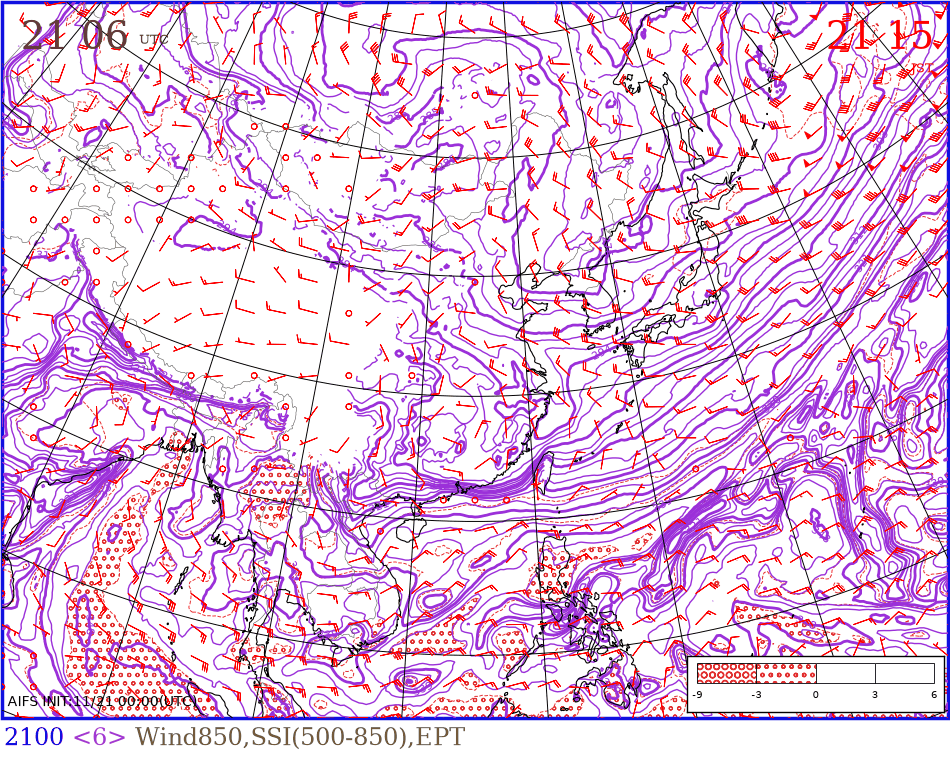 21 06 UTC
21 15 JST
AIFS INIT:11/21 00:00(UTC)
-9 -3 0 3 6
2100 <6> Wind850,SSI(500-850),EPT